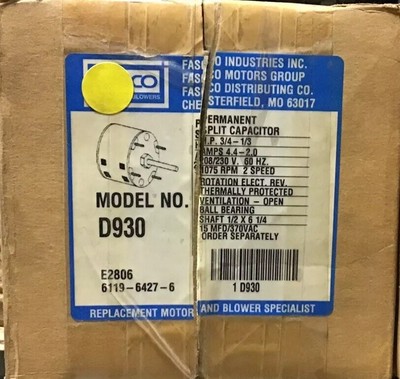 CO
BLOWERS
FASCO INDUSTRIES INC.
FASCO MOTORS GROUP
FASCO DISTRIBUTING CO.
CHESTERFIELD, MO 63017
PERMANENT
SPLIT CAPACITOR
H.P. 3/4-1/3
AMPS 4.4-2.0
208/230 V. 60 HZ.
1075 RPM 2 SPEED
ROTATION ELECT. REV.
THERMALLY PROTECTED
VENTILATION - OPEN
BALL BEARING
SHAFT 1/2 X 6 1/4
15 MFD/370VAC
ORDER SEPARATELY
MODEL NO.
D930
E2806
6119-6427-6
1 D930
REPLACEMENT MOTOR AND BLOWER SPECIALIST